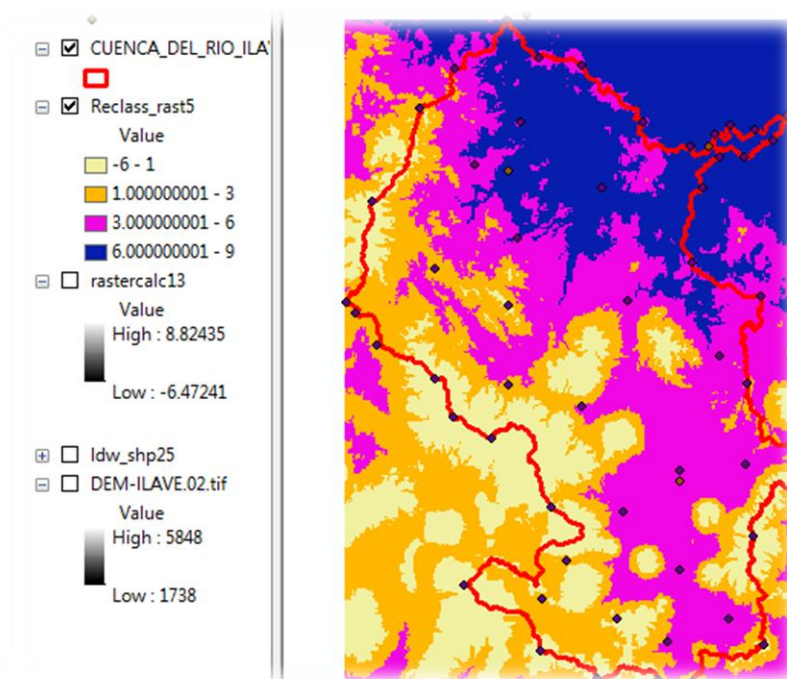 CUENCA_DEL_RIO_ILA
Reclass_rast5
Value
-6 - 1
1.000000001 - 3
3.000000001 - 6
6.000000001 - 9
rastercalc13
Value
High : 8.82435
Low : -6.47241
Idw_shp25
DEM-ILAVE.02.tif
Value
High : 5848
Low : 1738